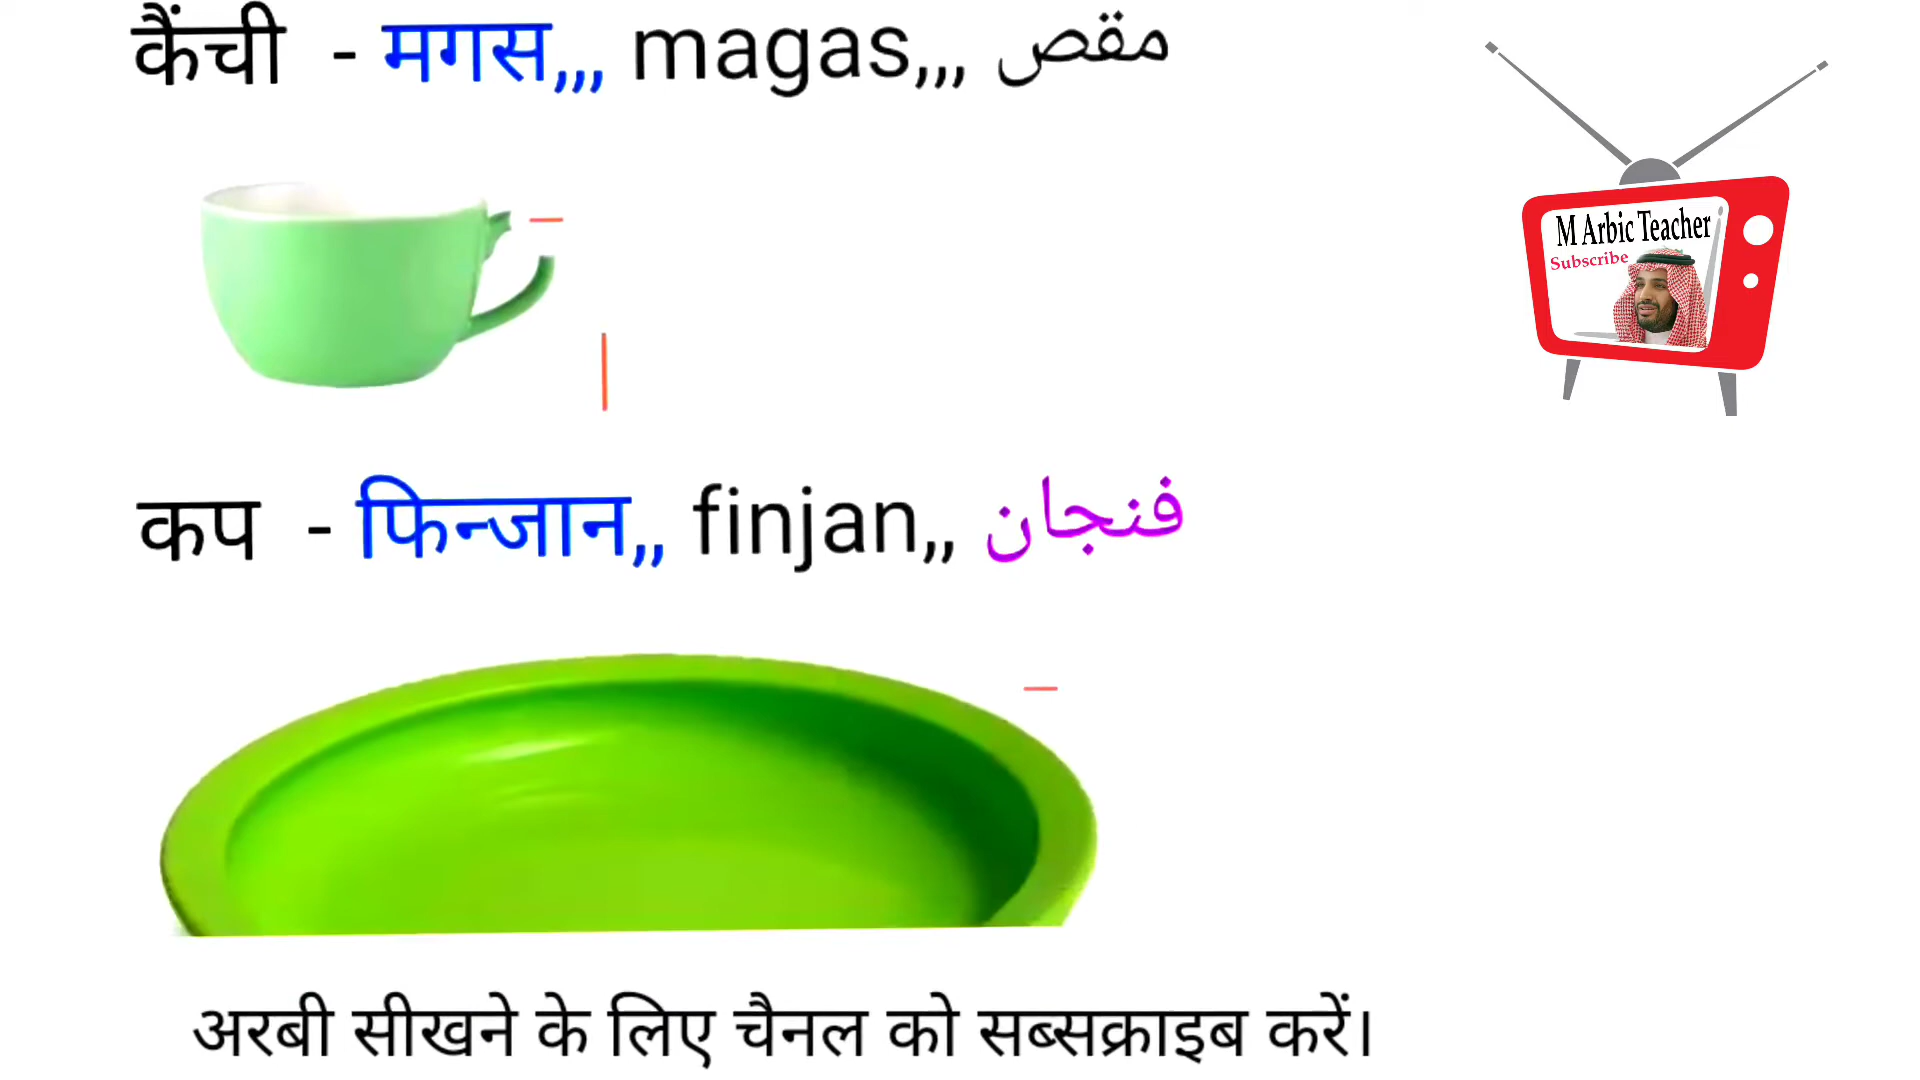 कैंची - मगस,,, magas,,, مقص
M Arbic Teacher
Subscribe
कप - फिन्जान,, finjan,, فنجان
अरबी सीखने के लिए चैनल को सब्सक्राइब करें।